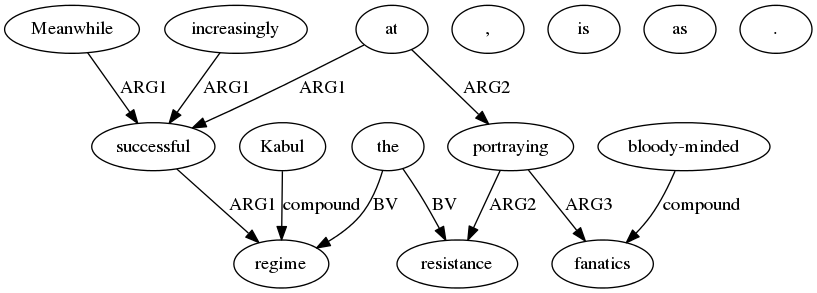 Meanwhile increasingly at , is as .
ARG1 ARG1 ARG1 ARG2
successful Kabul the portraying bloody-minded
ARG1 compound BV BV ARG2 ARG3 compound
regime resistance fanatics